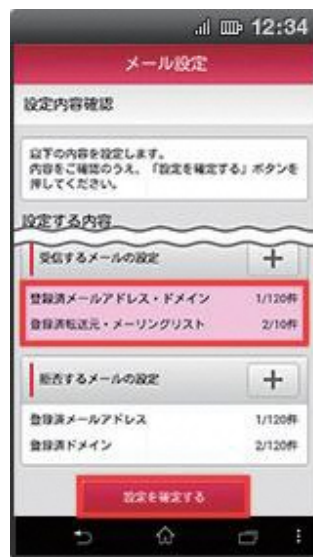 12:34
メール設定
設定内容確認
以下の内容を設定します。
内容をご確認のうえ、「設定を確定する」ボタンを
押してください。
設定する内容
受信するメールの設定
+
登録済メールアドレス・ドメイン 1/120件
登録済転送元・メーリングリスト 2/10件
拒否するメールの設定
+
登録済メールアドレス 1/120件
登録済ドメイン 2/120件
設定を確定する